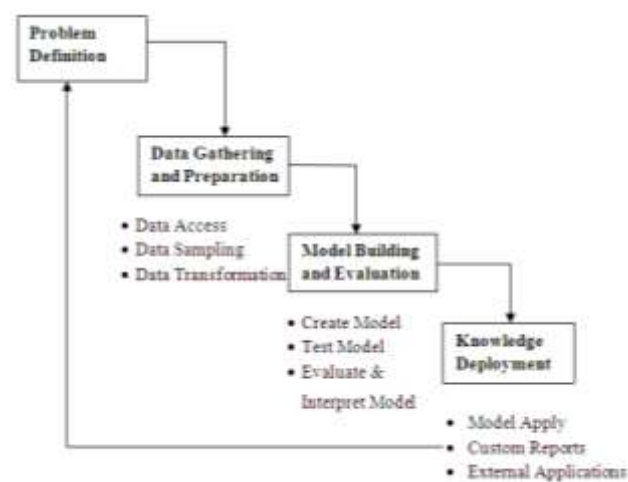 Problem
Definition
Data Gathering
and Preparation
• Data Access
• Data Sampling
• Data Transformation
Model Building
and Evaluation
• Create Model
• Test Model
• Evaluate &
Interpret Model
Knowledge
Deployment
• Model Apply
• Custom Reports
• External Applications